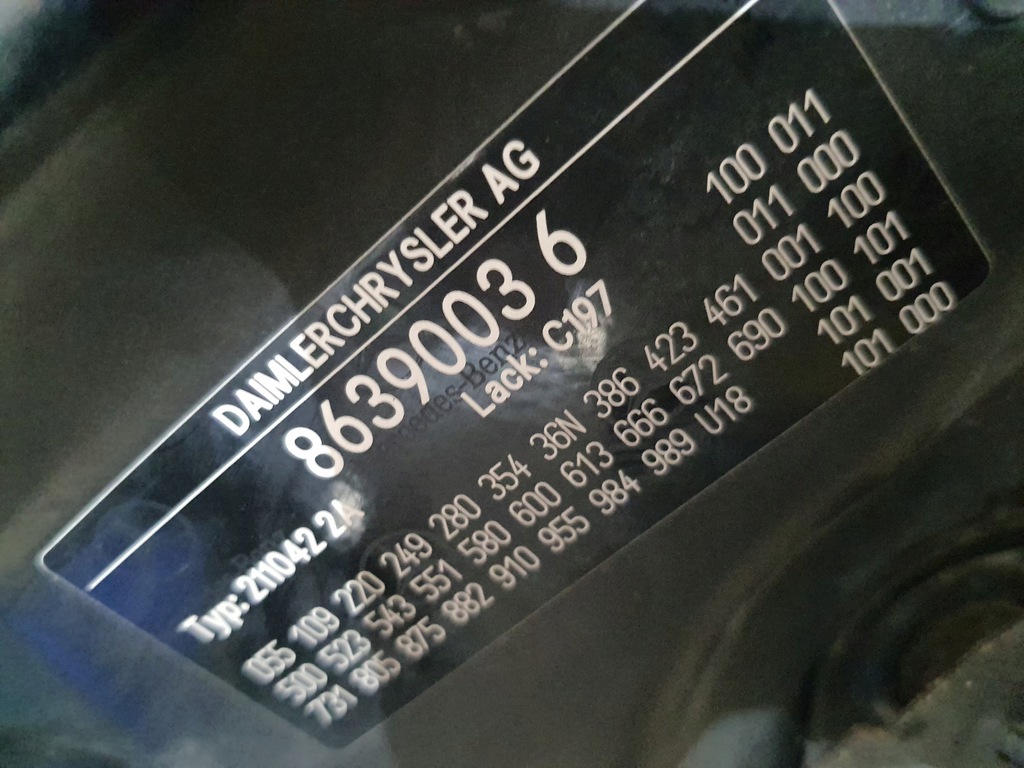 DAIMLERCHRYSLER AG
8639003 6
Typ: 211042 2A
Lack: C197
055 109 220 249 280 354 36N 386 423 461 001 100
500 523 543 551 580 600 613 666 672 690 100 101
731 805 875 882 910 955 984 989 U18
100 011
011 000
101 001
101 000
Mercedes-Benz